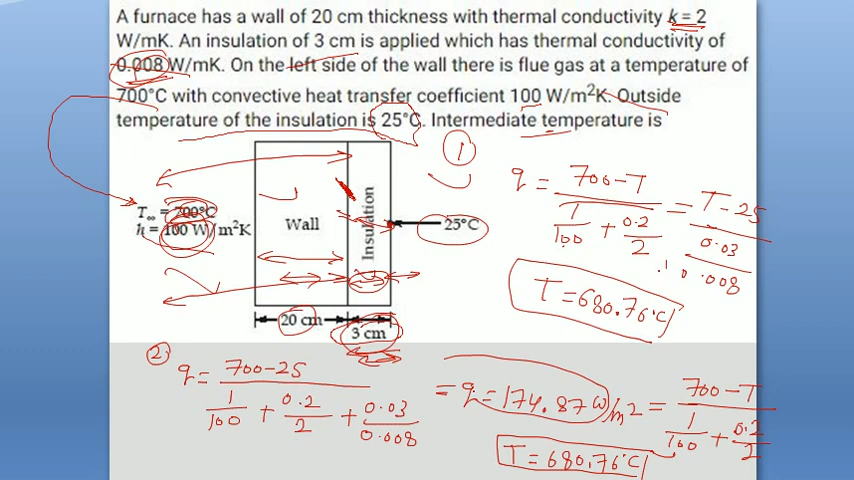 A furnace has a wall of 20 cm thickness with thermal conductivity k = 2
W/mK. An insulation of 3 cm is applied which has thermal conductivity of
0.008 W/mK. On the left side of the wall there is flue gas at a temperature of
700°C with convective heat transfer coefficient 100 W/m²K. Outside
temperature of the insulation is 25°C. Intermediate temperature is
1
T∞ = 700°C
h = 100 W/m²K
Wall
Insulation
25°C
20 cm
3 cm
q = (700-T)/(1/100 + 0.2/2) = (T-25)/(0.03/0.008)
T = 680.76°C
2
q = (700-25)/(1/100 + 0.2/2 + 0.03/0.008)
= q = 174.87 W/m2 = (700-T)/(1/100 + 0.2/2)
T = 680.76°C